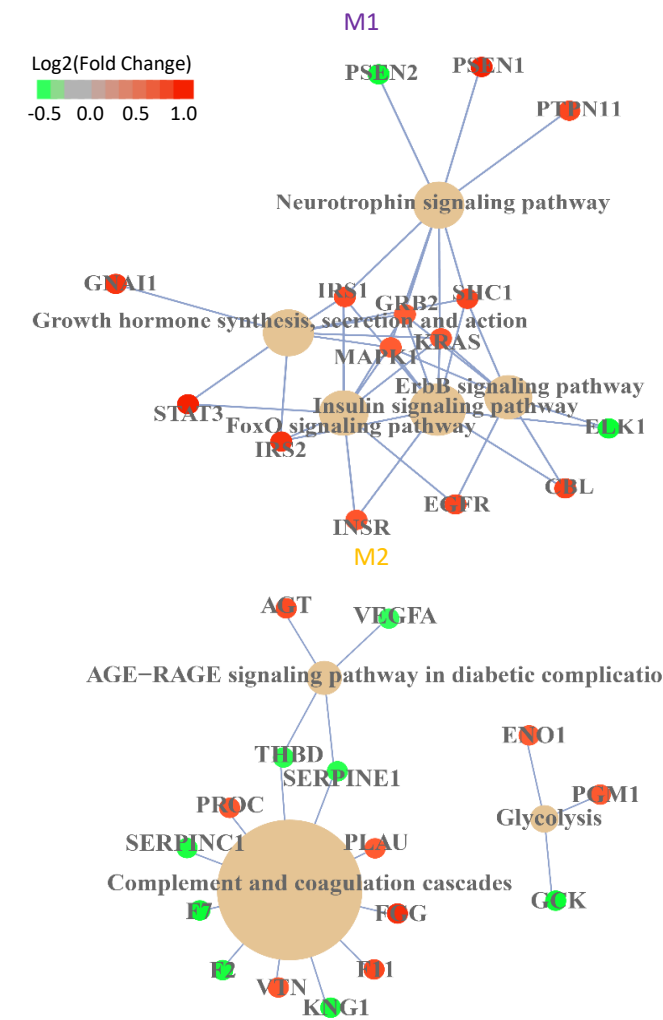 M1
Log2(Fold Change)
-0.5 0.0 0.5 1.0
PSEN2
PSEN1
PTPN11
Neurotrophin signaling pathway
GNAI1
IRS1
GRB2
SHC1
Growth hormone synthesis, secretion and action
MAPK1
KRAS
ErbB signaling pathway
STAT3
Insulin signaling pathway
FoxO signaling pathway
ELK1
IRS2
CBL
EGFR
INSR
M2
AGT
VEGFA
AGE−RAGE signaling pathway in diabetic complicatio
THBD
SERPINE1
ENO1
PROC
PGM1
Glycolysis
SERPINC1
PLAU
Complement and coagulation cascades
GCK
F7
FGG
F2
F11
VTN
KNG1